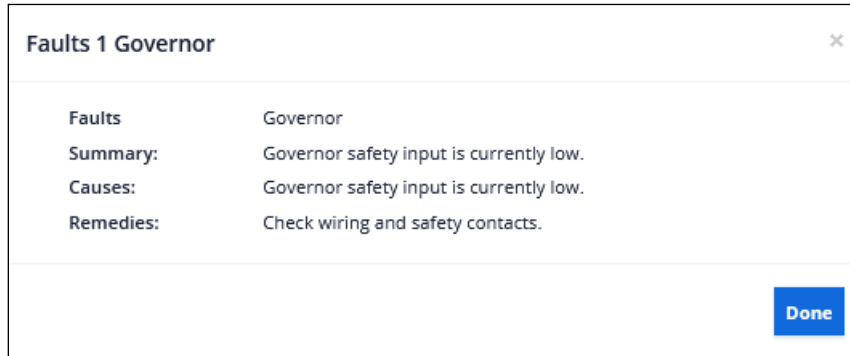 Faults 1 Governor ×
Faults Governor
Summary: Governor safety input is currently low.
Causes: Governor safety input is currently low.
Remedies: Check wiring and safety contacts.
Done